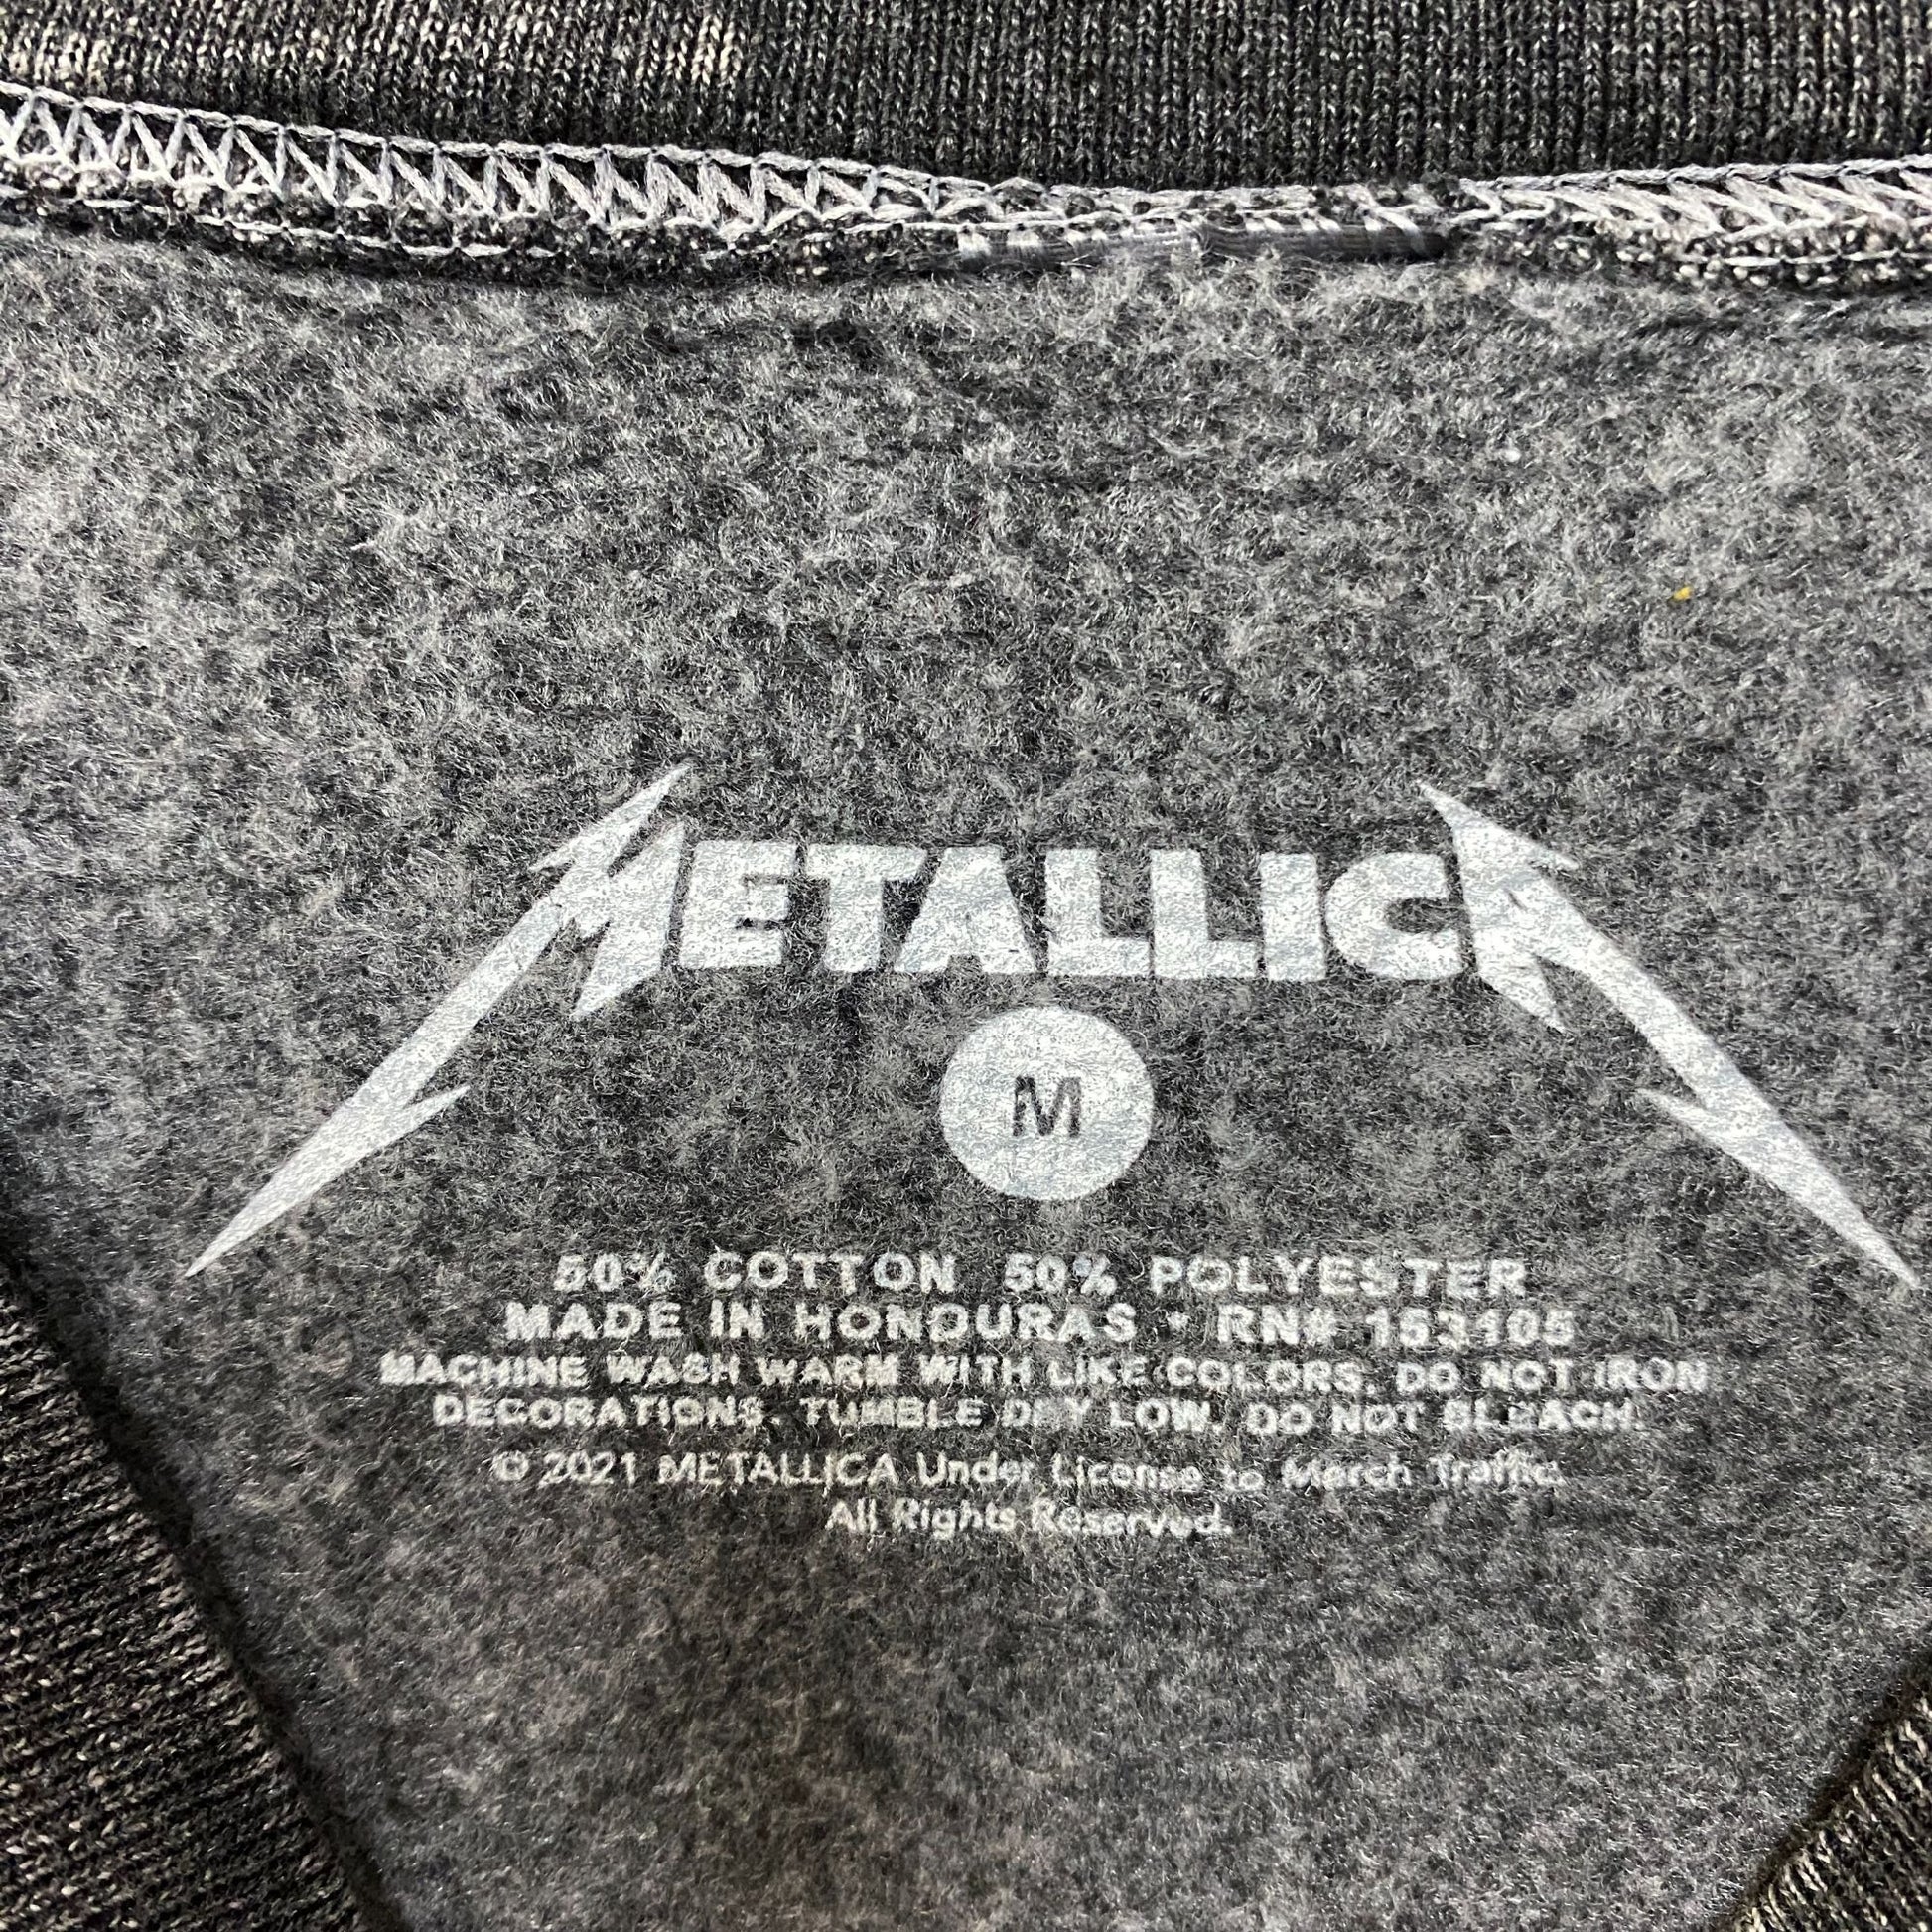 METALLICA
M
50% COTTON 50% POLYESTER
MADE IN HONDURAS • RN# 153105
MACHINE WASH WARM WITH LIKE COLORS. DO NOT IRON
DECORATIONS. TUMBLE DRY LOW. DO NOT BLEACH.
© 2021 METALLICA Under License to Merch Traffic.
All Rights Reserved.